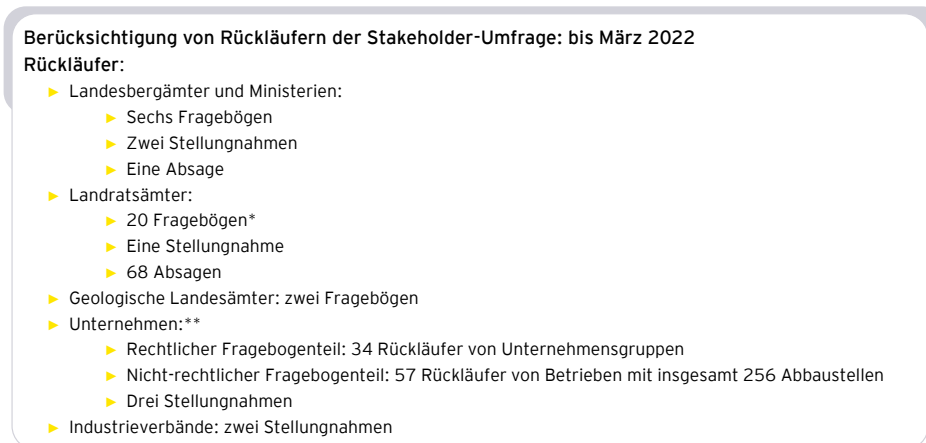 Berücksichtigung von Rückläufern der Stakeholder-Umfrage: bis März 2022
Rückläufer:
► Landesbergämter und Ministerien:
► Sechs Fragebögen
► Zwei Stellungnahmen
► Eine Absage
► Landratsämter:
► 20 Fragebögen*
► Eine Stellungnahme
► 68 Absagen
► Geologische Landesämter: zwei Fragebögen
► Unternehmen:**
► Rechtlicher Fragebogenteil: 34 Rückläufer von Unternehmensgruppen
► Nicht-rechtlicher Fragebogenteil: 57 Rückläufer von Betrieben mit insgesamt 256 Abbaustellen
► Drei Stellungnahmen
► Industrieverbände: zwei Stellungnahmen